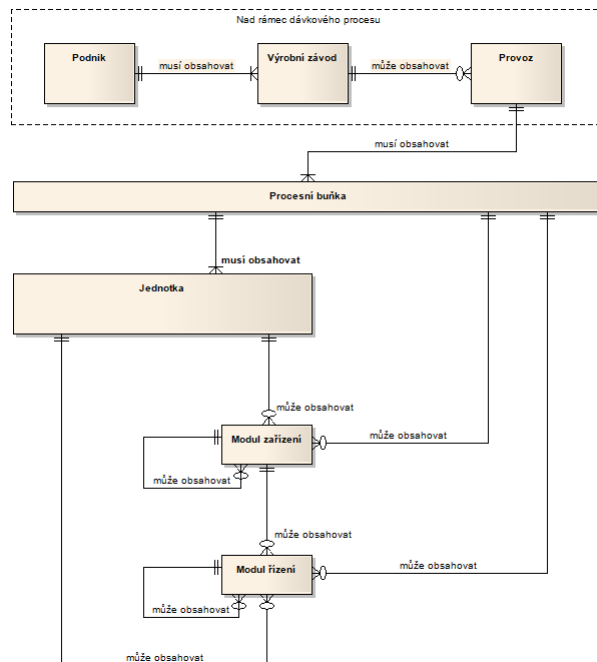 Nad rámec dávkového procesu
Podnik
musí obsahovat
Výrobní závod
může obsahovat
Provoz
musí obsahovat
Procesní buňka
musí obsahovat
Jednotka
může obsahovat
Modul zařízení
může obsahovat
může obsahovat
může obsahovat
Modul řízení
může obsahovat
může obsahovat
může obsahovat